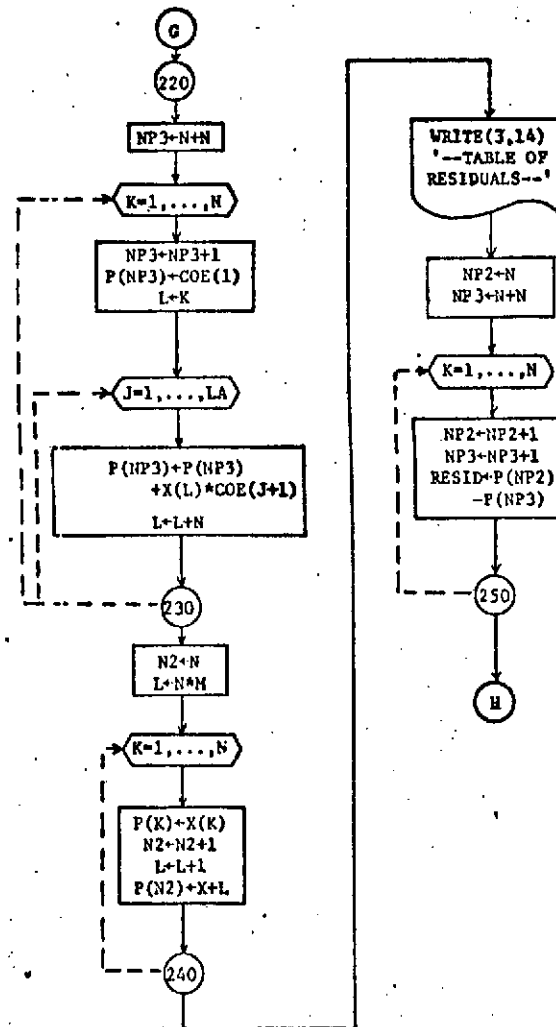 G
220
NP3←N+N
K=1,...,N
NP3←NP3+1
P(NP3)←COE(1)
L←K
J=1,...,LA
P(NP3)←P(NP3)
+X(L)*COE(J+1)
L←L+N
230
N2←N
L←N*M
K=1,...,N
P(K)←X(K)
N2←N2+1
L←L+1
P(N2)←X+L
240
WRITE(3,14)
'--TABLE OF
RESIDUALS--'
NP2←N
NP3←N+N
K=1,...,N
NP2←NP2+1
NP3←NP3+1
RESID←P(NP2)
-P(NP3)
250
H